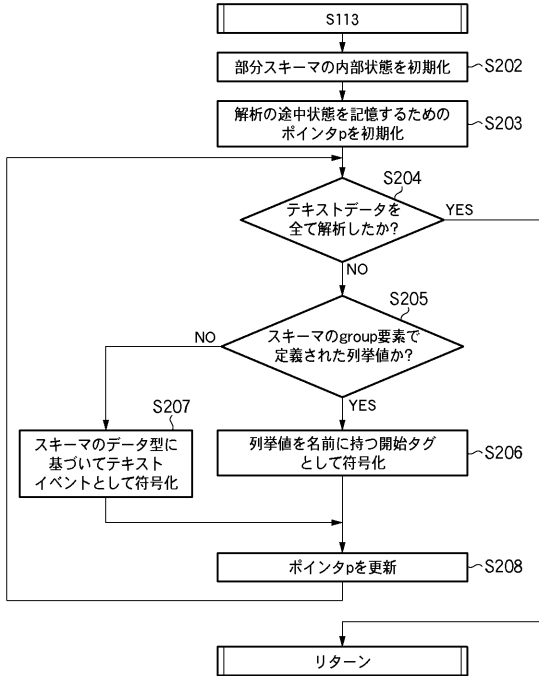 S113
部分スキーマの内部状態を初期化
S202
解析の途中状態を記憶するための
ポインタpを初期化
S203
S204
テキストデータを
全て解析したか?
YES
NO
S205
スキーマのgroup要素で
定義された列挙値か?
NO
YES
S207
スキーマのデータ型に
基づいてテキスト
イベントとして符号化
列挙値を名前に持つ開始タグ
として符号化
S206
ポインタpを更新
S208
リターン